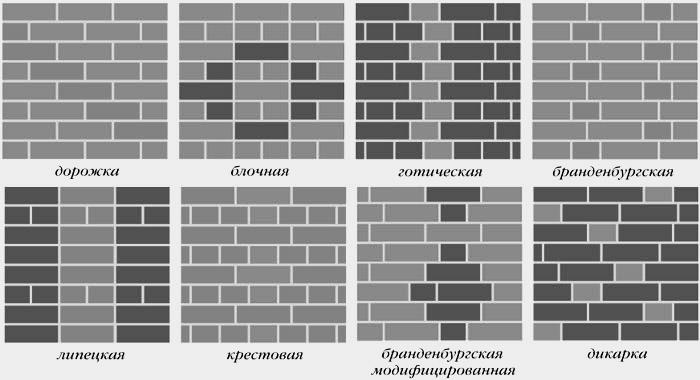 дорожка
блочная
готическая
бранденбургская
липецкая
крестовая
бранденбургская
модифицированная
дикарка